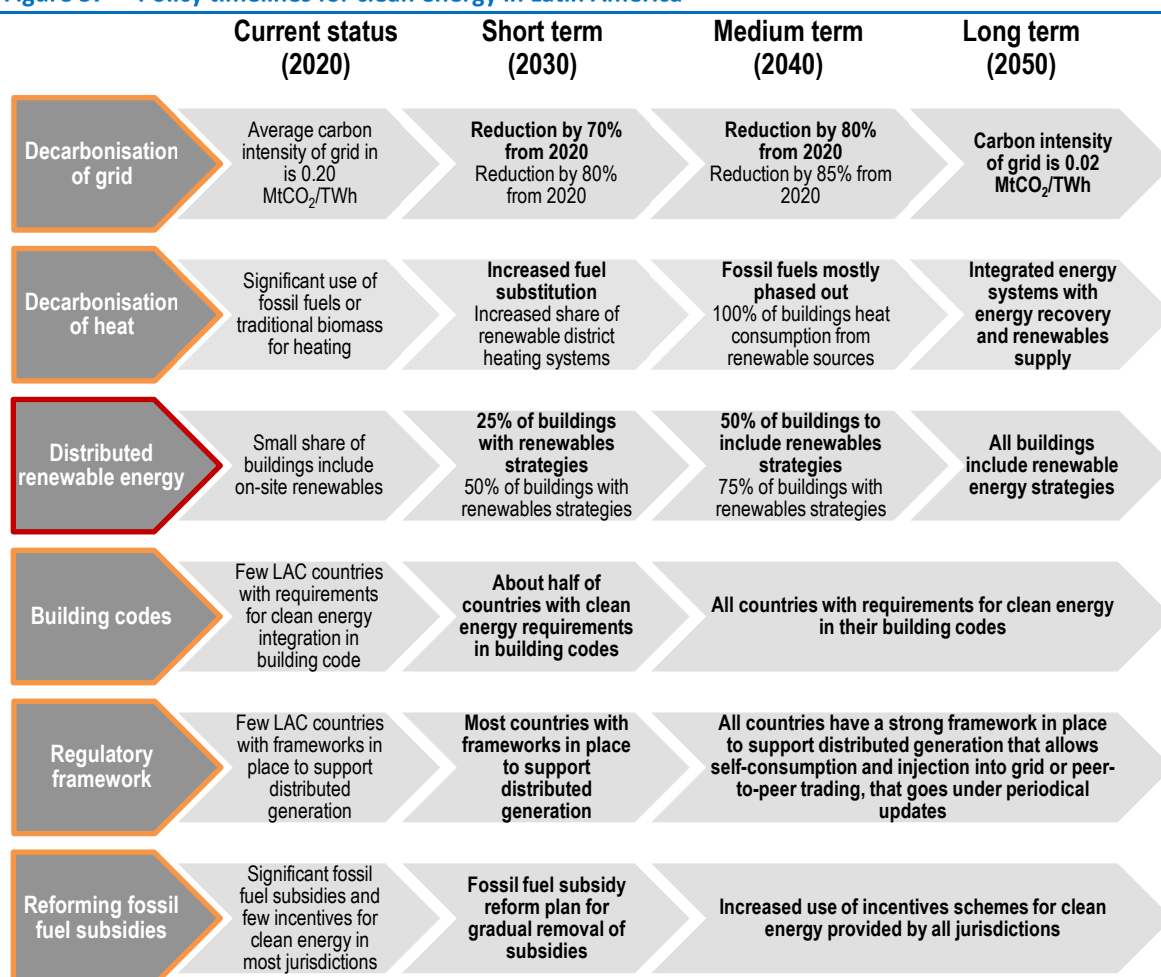 Figure Policy timelines for clean energy in Latin America
Current status
(2020)
Short term
(2030)
Medium term
(2040)
Long term
(2050)
Decarbonisation
of grid
Average carbon
intensity of grid in
is 0.20
MtCO₂/TWh
Reduction by 70%
from 2020
Reduction by 80%
from 2020
Reduction by 80%
from 2020
Reduction by 85% from
2020
Carbon intensity
of grid is 0.02
MtCO₂/TWh
Decarbonisation
of heat
Significant use of
fossil fuels or
traditional biomass
for heating
Increased fuel
substitution
Increased share of
renewable district
heating systems
Fossil fuels mostly
phased out
100% of buildings heat
consumption from
renewable sources
Integrated energy
systems with
energy recovery
and renewables
supply
Distributed
renewable energy
Small share of
buildings include
on-site renewables
25% of buildings
with renewables
strategies
50% of buildings with
renewables strategies
50% of buildings to
include renewables
strategies
75% of buildings with
renewables strategies
All buildings
include renewable
energy strategies
Building codes
Few LAC countries
with requirements
for clean energy
integration in
building code
About half of
countries with clean
energy requirements
in building codes
All countries with requirements for clean energy
in their building codes
Regulatory
framework
Few LAC countries
with frameworks in
place to support
distributed
generation
Most countries with
frameworks in place
to support
distributed
generation
All countries have a strong framework in place
to support distributed generation that allows
self-consumption and injection into grid or peer-
to-peer trading, that goes under periodical
updates
Reforming fossil
fuel subsidies
Significant fossil
fuel subsidies and
few incentives for
clean energy in
most jurisdictions
Fossil fuel subsidy
reform plan for
gradual removal of
subsidies
Increased use of incentives schemes for clean
energy provided by all jurisdictions